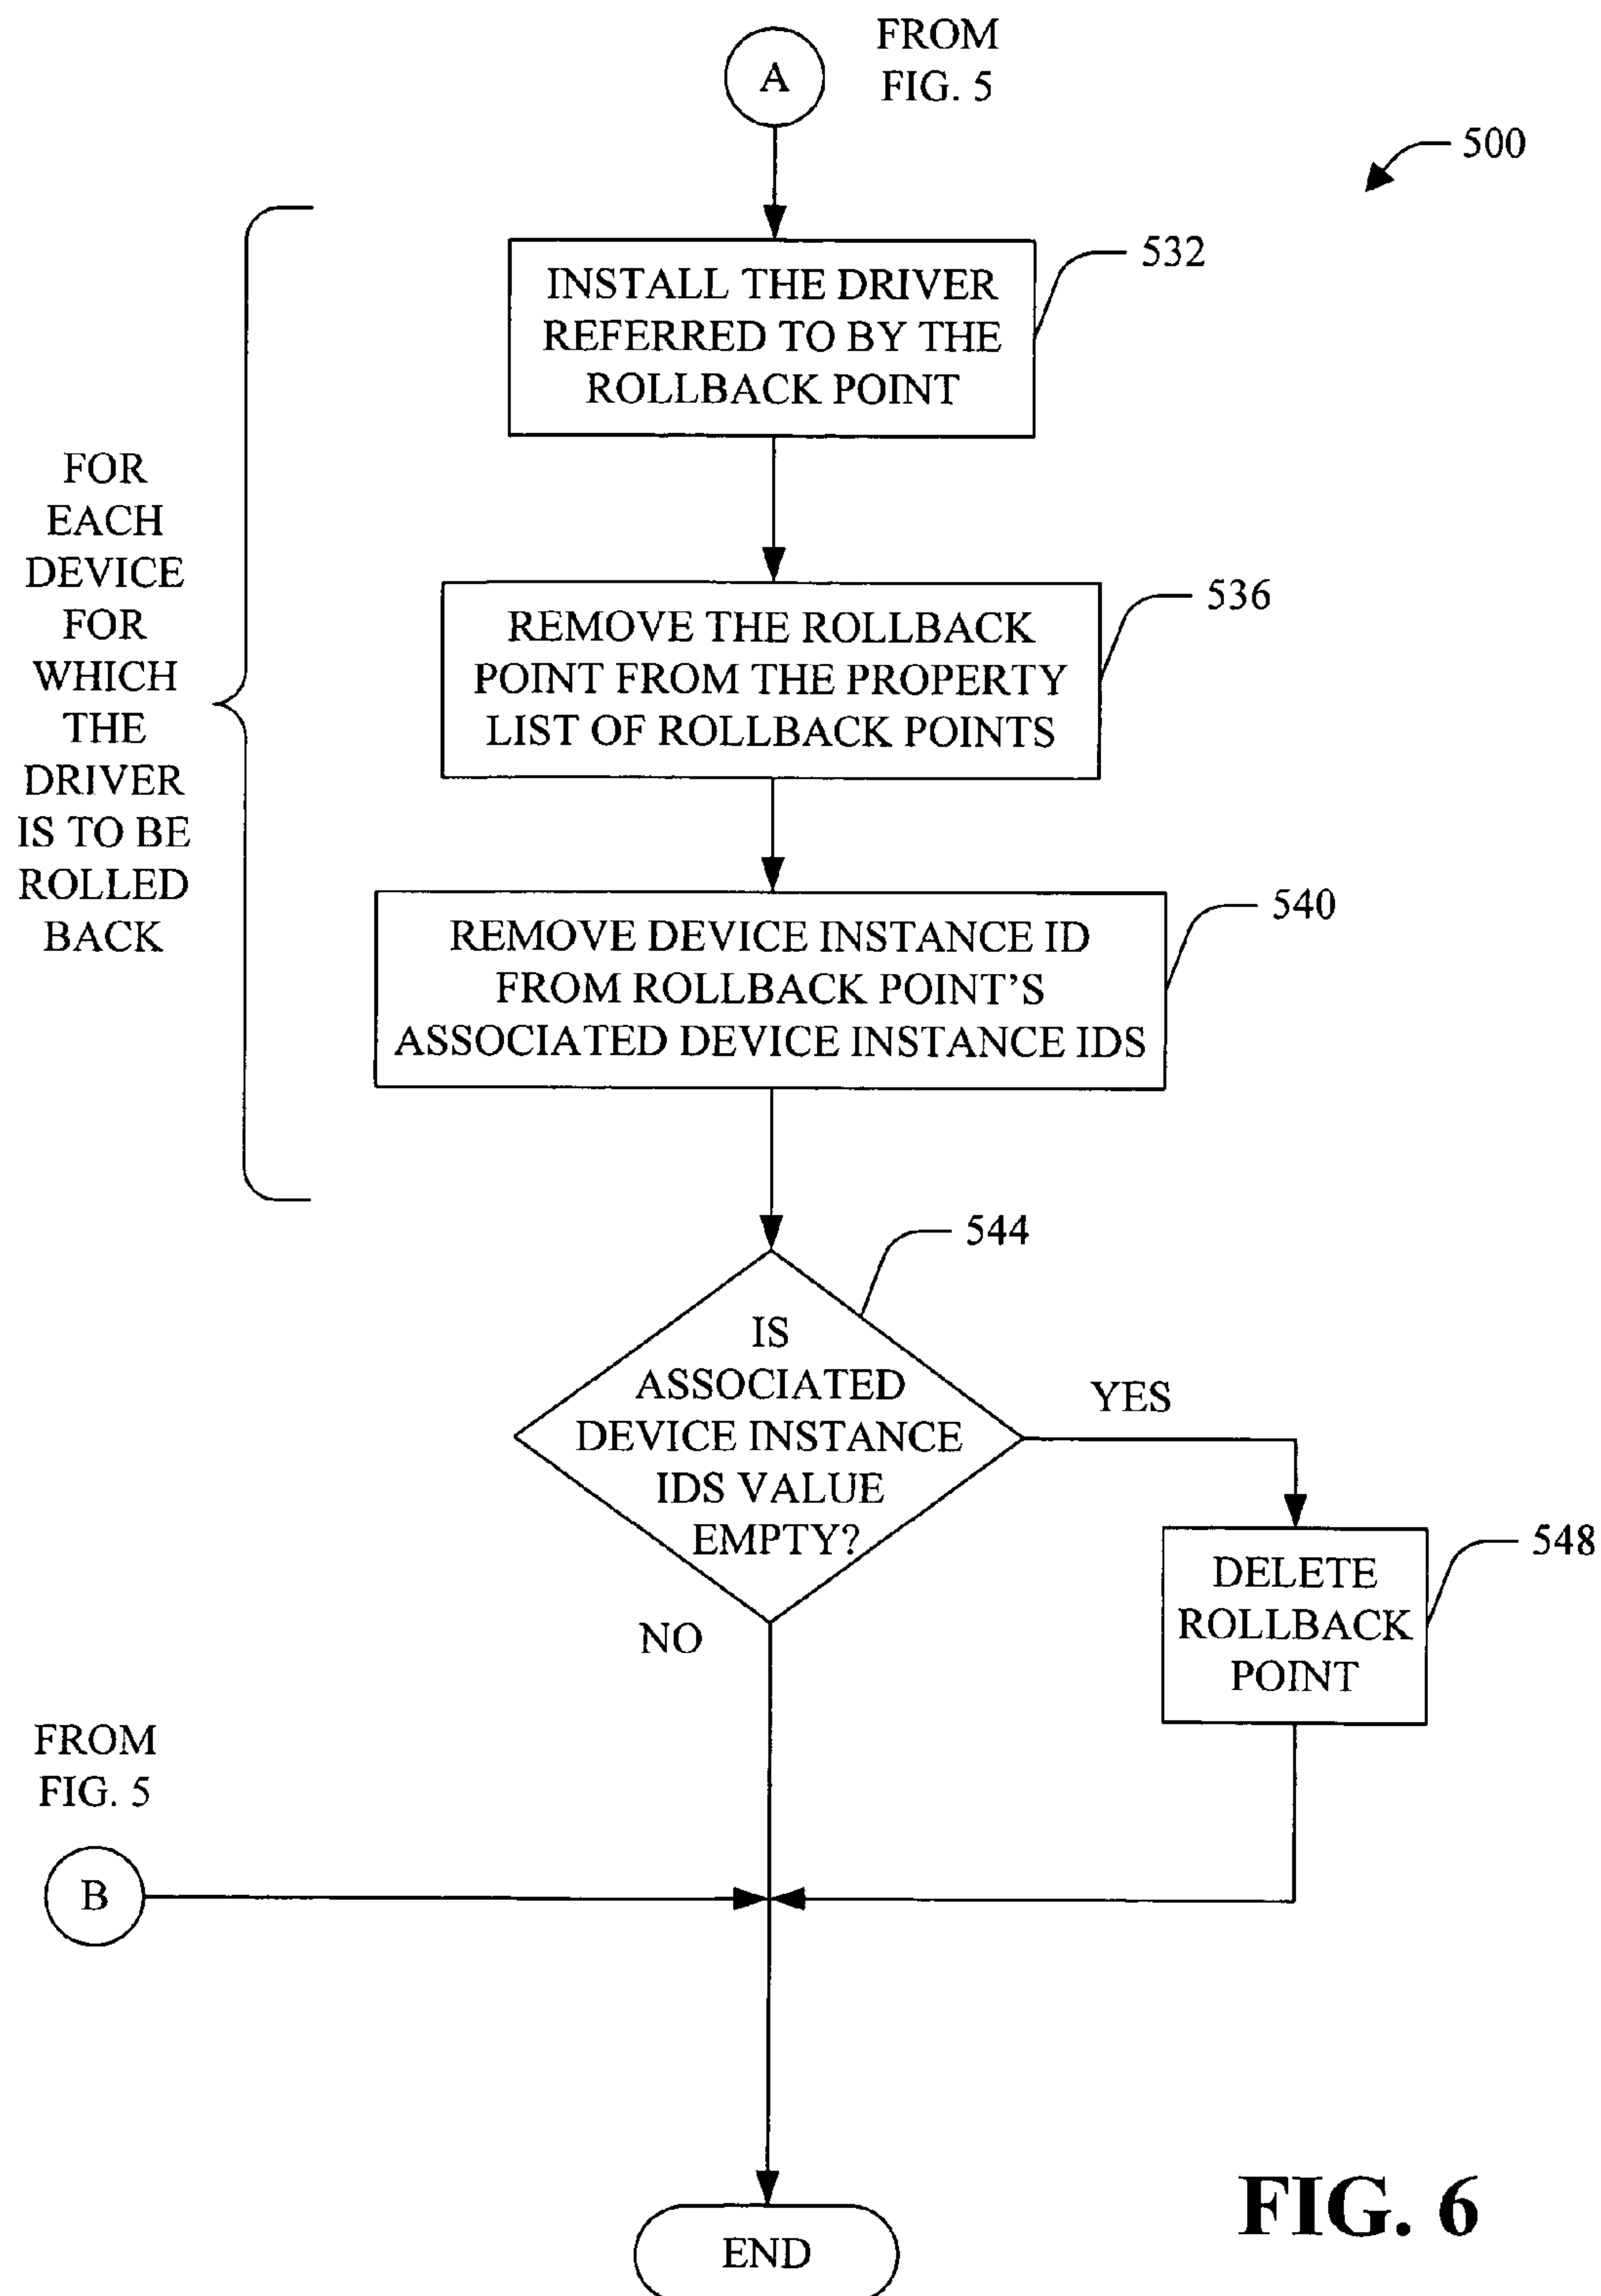 A
FROM
FIG. 5
500
532
INSTALL THE DRIVER
REFERRED TO BY THE
ROLLBACK POINT
FOR
EACH
DEVICE
FOR
WHICH
THE
DRIVER
IS TO BE
ROLLED
BACK
536
REMOVE THE ROLLBACK
POINT FROM THE PROPERTY
LIST OF ROLLBACK POINTS
540
REMOVE DEVICE INSTANCE ID
FROM ROLLBACK POINT’S
ASSOCIATED DEVICE INSTANCE IDS
544
IS
ASSOCIATED
DEVICE INSTANCE
IDS VALUE
EMPTY?
YES
548
DELETE
ROLLBACK
POINT
NO
FROM
FIG. 5
B
END
FIG. 6